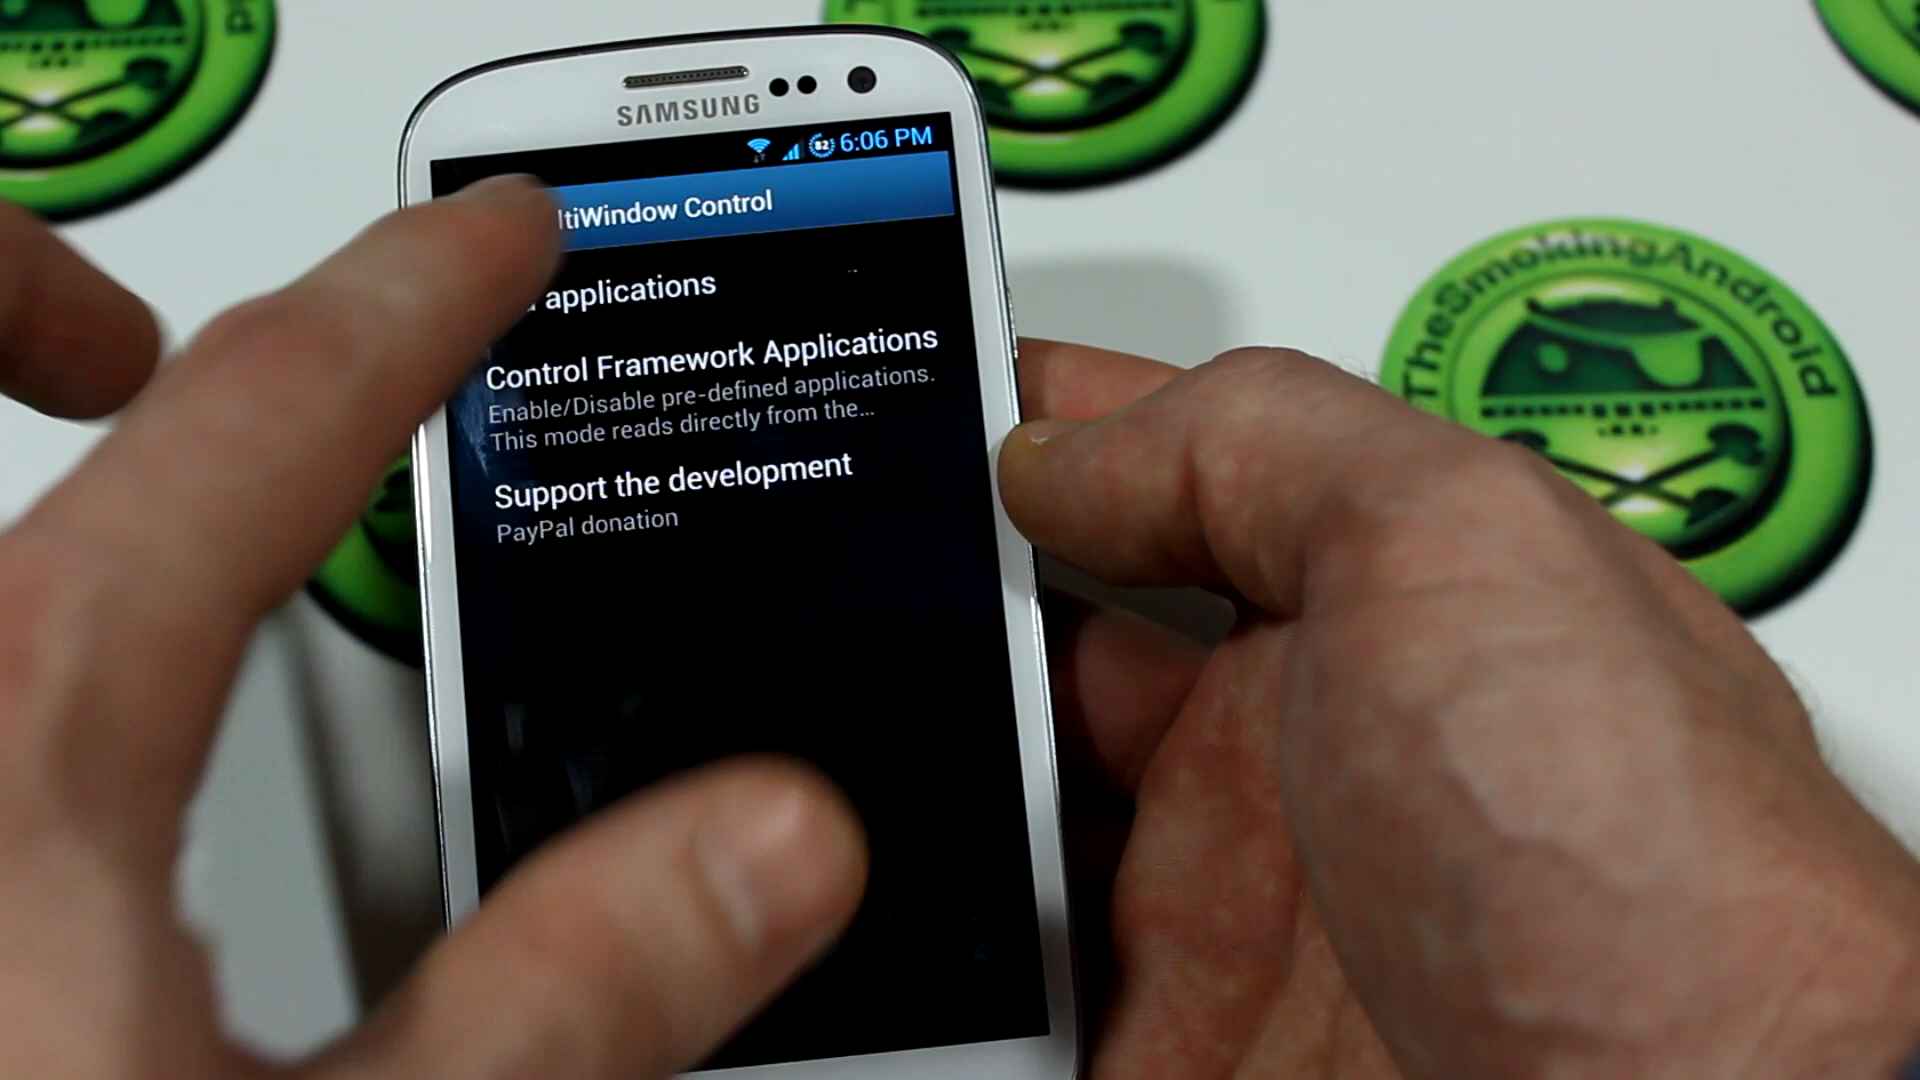 SAMSUNG
82 6:06 PM
ltiWindow Control
applications
Control Framework Applications
Enable/Disable pre-defined applications.
This mode reads directly from the...
Support the development
PayPal donation
TheSmokingAndroid